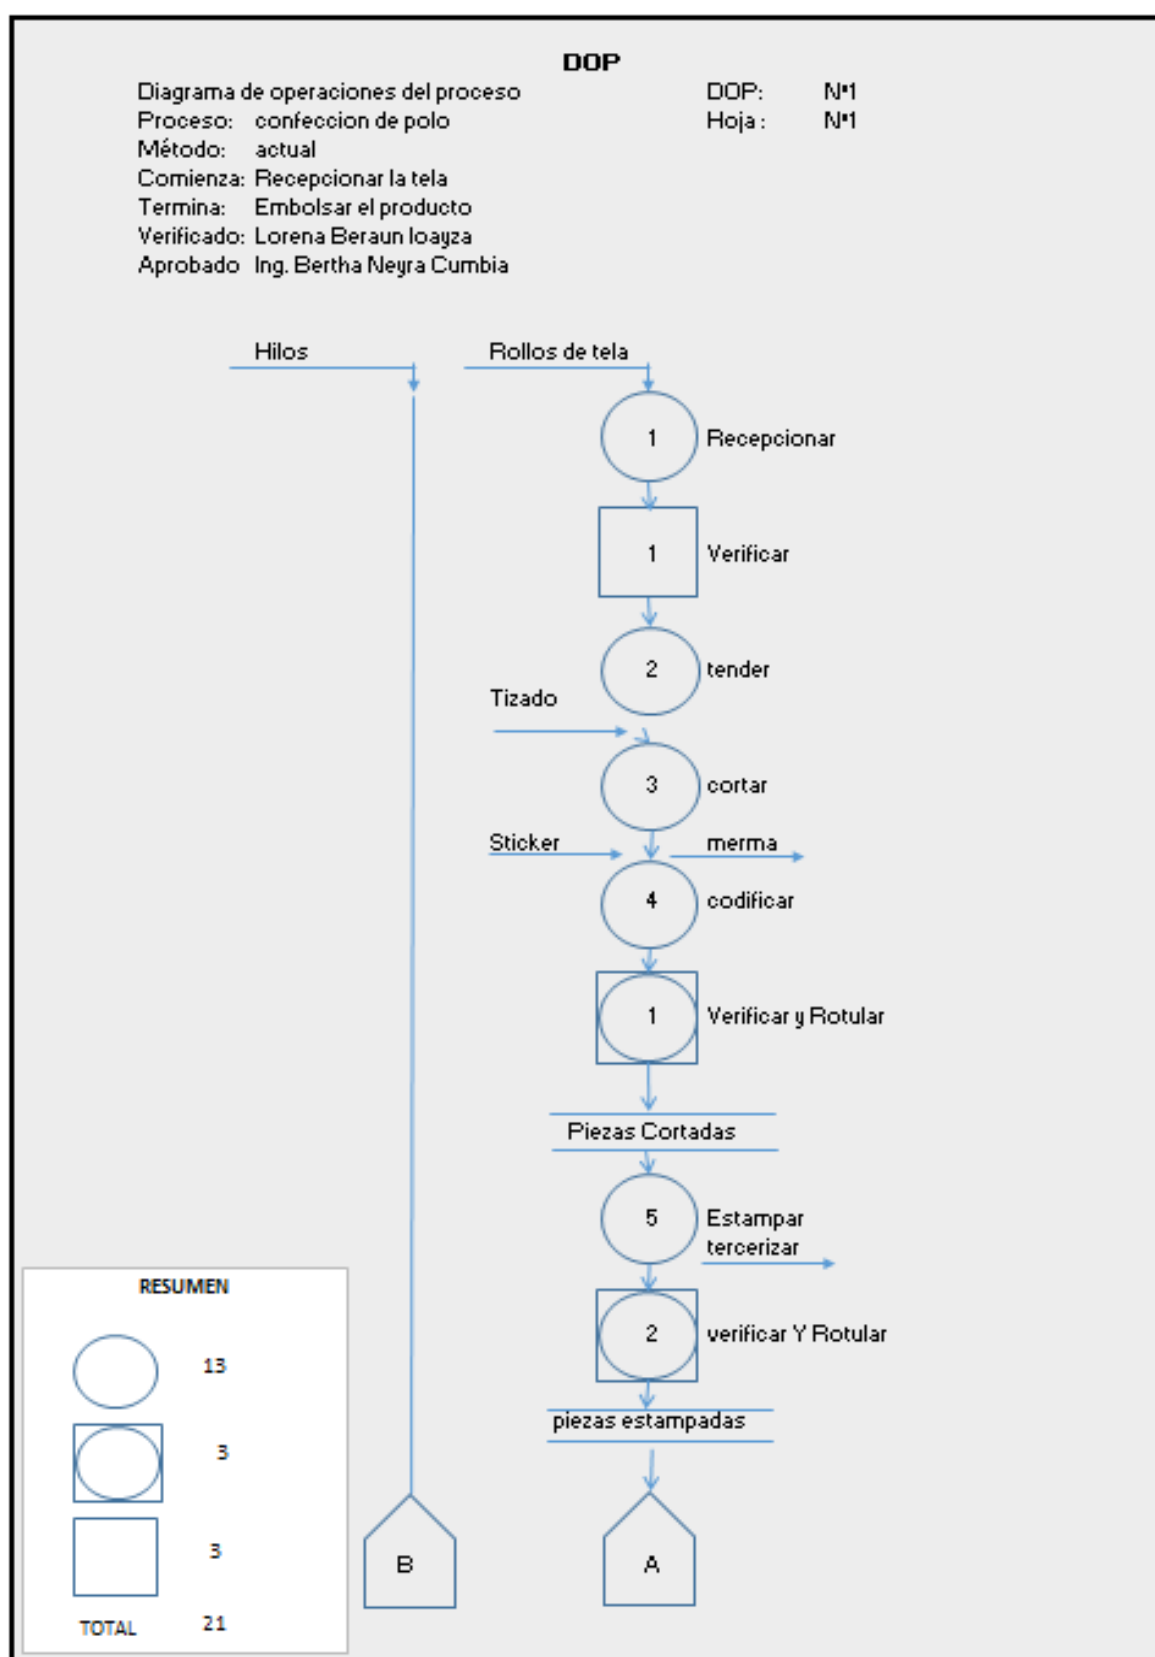 DOP
Diagrama de operaciones del proceso DOP: Nº1
Proceso: confeccion de polo Hoja : Nº1
Método: actual
Comienza: Recepcionar la tela
Termina: Embolsar el producto
Verificado: Lorena Beraun loayza
Aprobado Ing. Bertha Neyra Cumbia
Hilos Rollos de tela
1 Recepcionar
1 Verificar
2 tender
Tizado
3 cortar
Sticker merma
4 codificar
1 Verificar y Rotular
Piezas Cortadas
5 Estampar
tercerizar
2 verificar Y Rotular
piezas estampadas
B A
RESUMEN
13
3
3
TOTAL 21